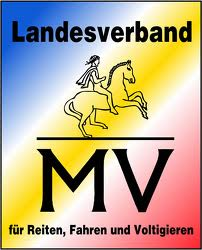 Landesverband
MV
für Reiten, Fahren und Voltigieren